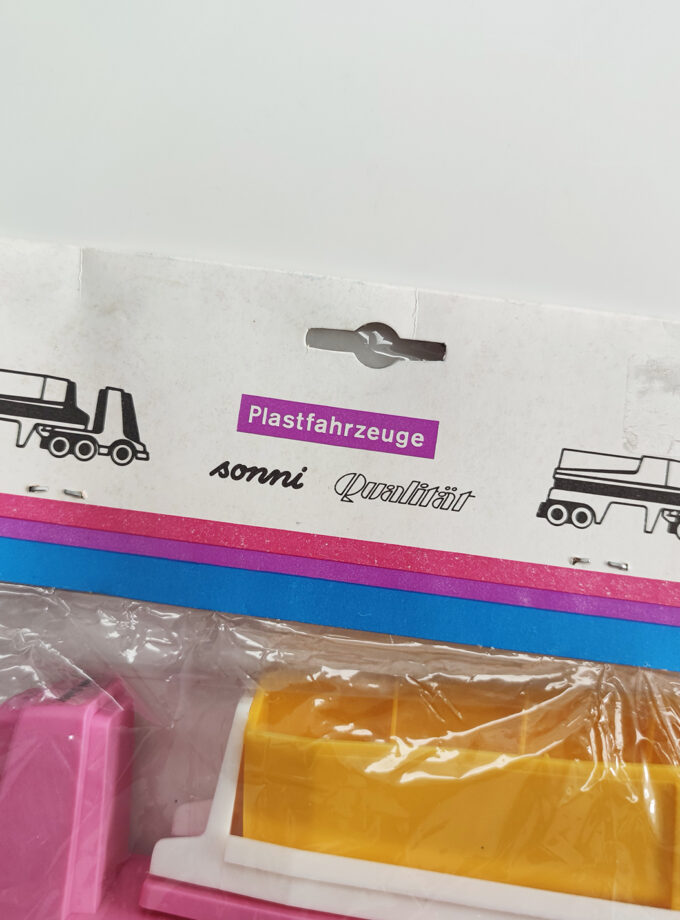 Plastfahrzeuge
sonni Qualität